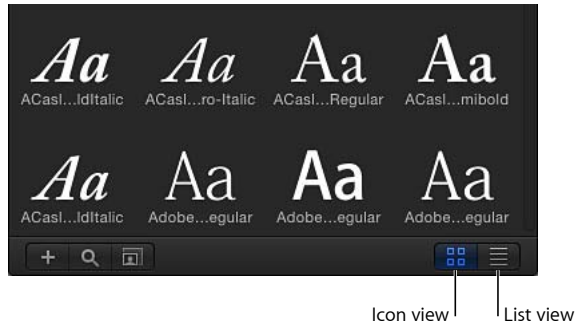 Aa Aa Aa Aa
ACasl...ldItalic ACasl...ro-Italic ACasl...Regular ACasl...mibold
Aa Aa Aa Aa
ACasl...ldItalic Adobe...egular Adobe...egular Adobe...egular
Icon view List view